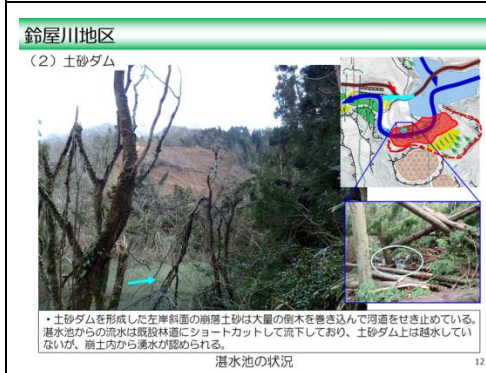 鈴屋川地区
（２）土砂ダム
・土砂ダムを形成した左岸斜面の崩落土砂は大量の倒木を巻き込んで河道をせき止めている。
湛水池からの流水は既設林道にショートカットして流下しており、土砂ダム上は越水してい
ないが、崩土内から湧水が認められる。
湛水池の状況
12